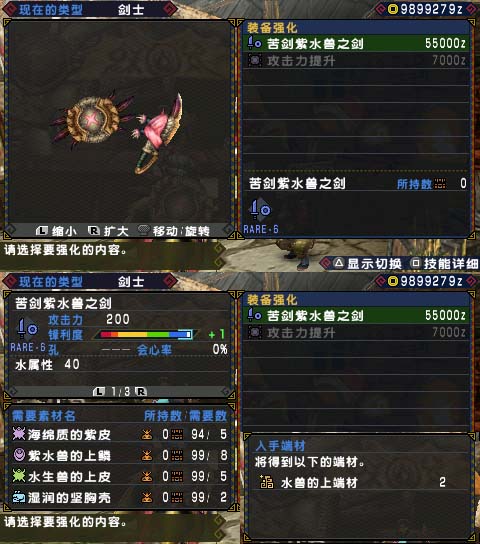 现在的类型 剑士
9899279z
装备强化
苦剑紫水兽之剑 55000z
攻击力提升 7000z
苦剑紫水兽之剑 所持数 0
RARE-6
L 缩小 R 扩大 移动/旋转
请选择要强化的内容。
△ 显示切换 □ 技能详细
现在的类型 剑士
9899279z
苦剑紫水兽之剑
攻击力 200
锋利度 +1
RARE-6 孔 --- 会心率 0%
水属性 40
L 1/3 R
需要素材名 所持数/需要数
海绵质的紫皮 0 94/ 5
紫水兽的上鳞 0 99/ 8
水生兽的上皮 0 99/ 5
湿润的坚胸壳 0 99/ 2
请选择要强化的内容。
装备强化
苦剑紫水兽之剑 55000z
攻击力提升 7000z
入手端材
将得到以下的端材。
水兽的上端材 2